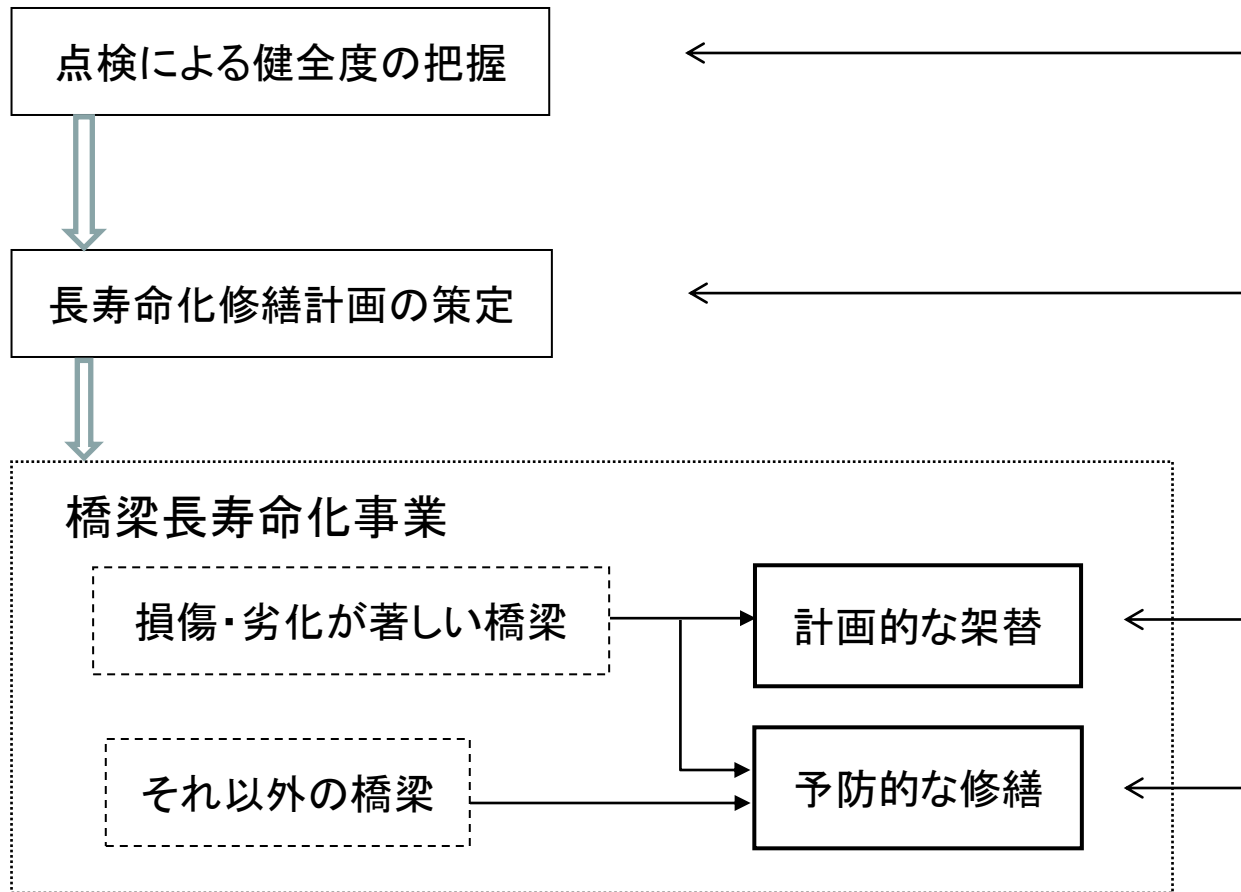 点検による健全度の把握
長寿命化修繕計画の策定
橋梁長寿命化事業
損傷・劣化が著しい橋梁
計画的な架替
それ以外の橋梁
予防的な修繕